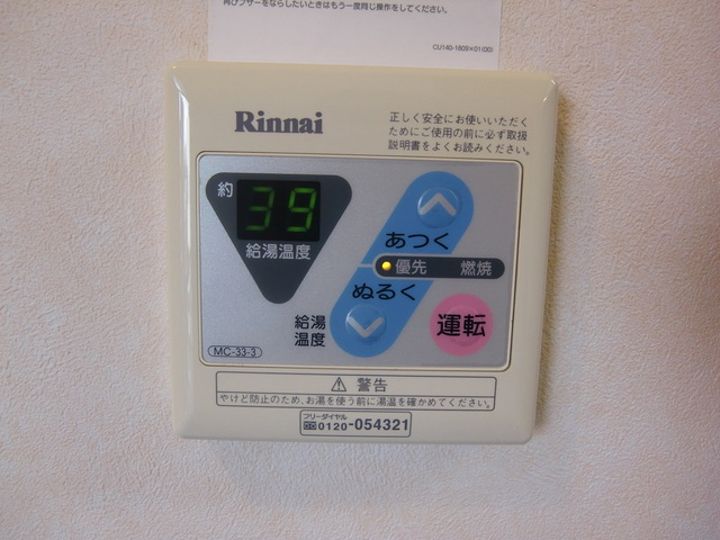 再びブザーをならしたいときはもう一度同じ操作をしてください。
CU140-1609×01(00)
Rinnai
正しく安全にお使いいただく
ためにご使用の前に必ず取扱
説明書をよくお読みください。
約 39
給湯温度
あつく
優先 燃焼
ぬるく
給湯
温度
運転
MC-33-3
⚠ 警告
やけど防止のため、お湯を使う前に湯温を確かめてください。
フリーダイヤル
0120-054321